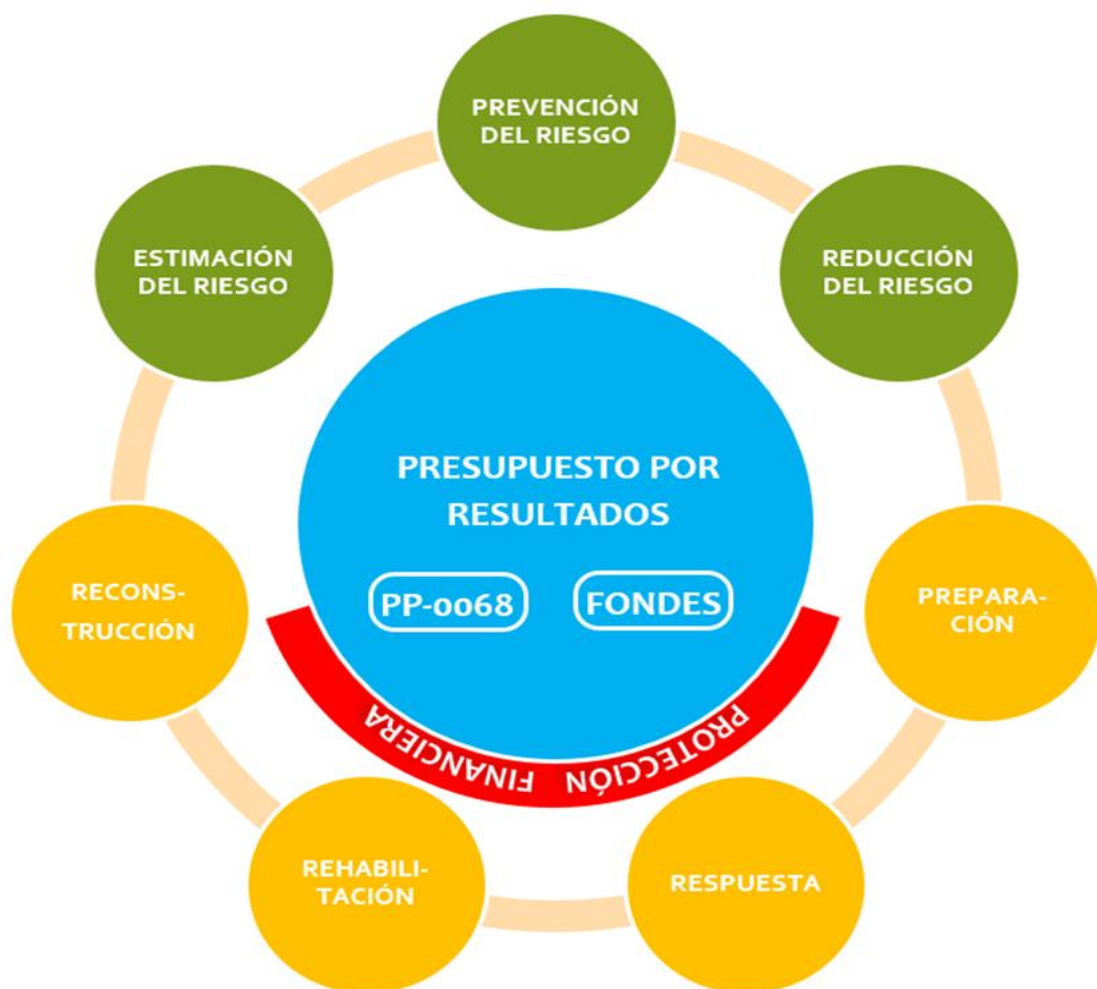 PREVENCIÓN
DEL RIESGO
ESTIMACIÓN
DEL RIESGO
REDUCCIÓN
DEL RIESGO
PRESUPUESTO POR
RESULTADOS
PP-0068
FONDES
RECONS-
TRUCCIÓN
PREPARA-
CIÓN
PROTECCIÓN FINANCIERA
REHABILI-
TACIÓN
RESPUESTA